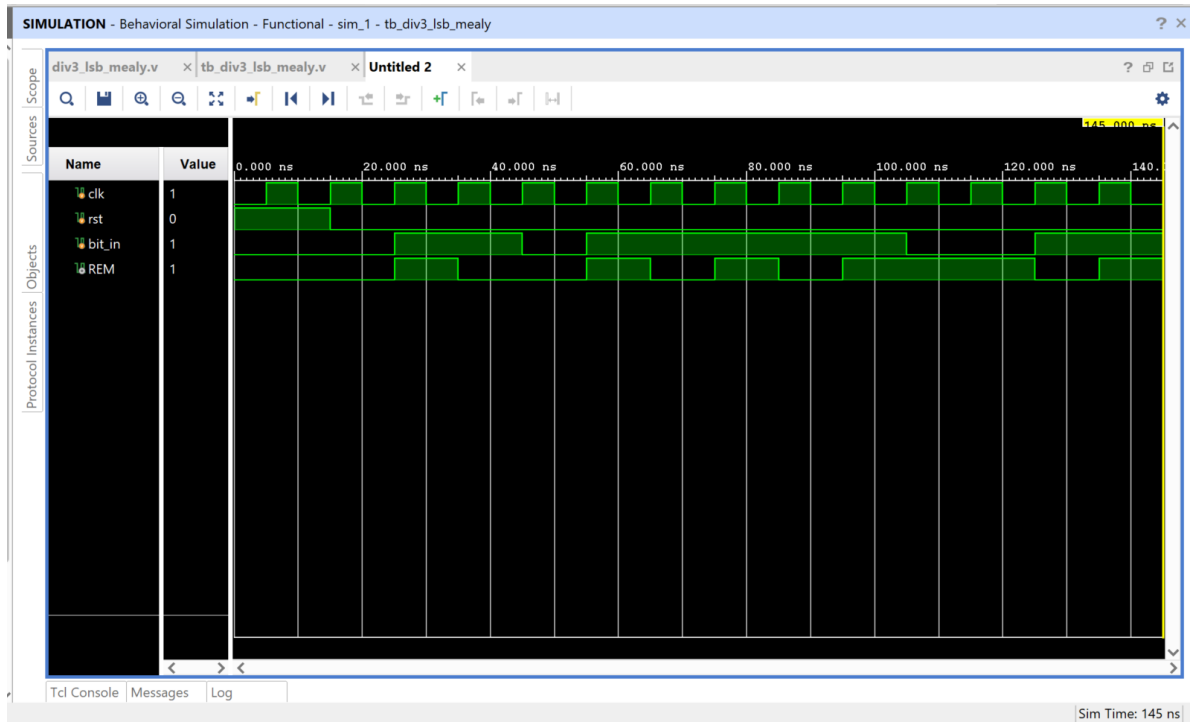 SIMULATION - Behavioral Simulation - Functional - sim_1 - tb_div3_lsb_mealy ? ×
div3_lsb_mealy.v × tb_div3_lsb_mealy.v × Untitled 2 × ?
Scope
Sources
Objects
Protocol Instances
145.000 ns
Name Value 0.000 ns 20.000 ns 40.000 ns 60.000 ns 80.000 ns 100.000 ns 120.000 ns 140.
clk 1
rst 0
bit_in 1
REM 1
Tcl Console Messages Log
Sim Time: 145 ns